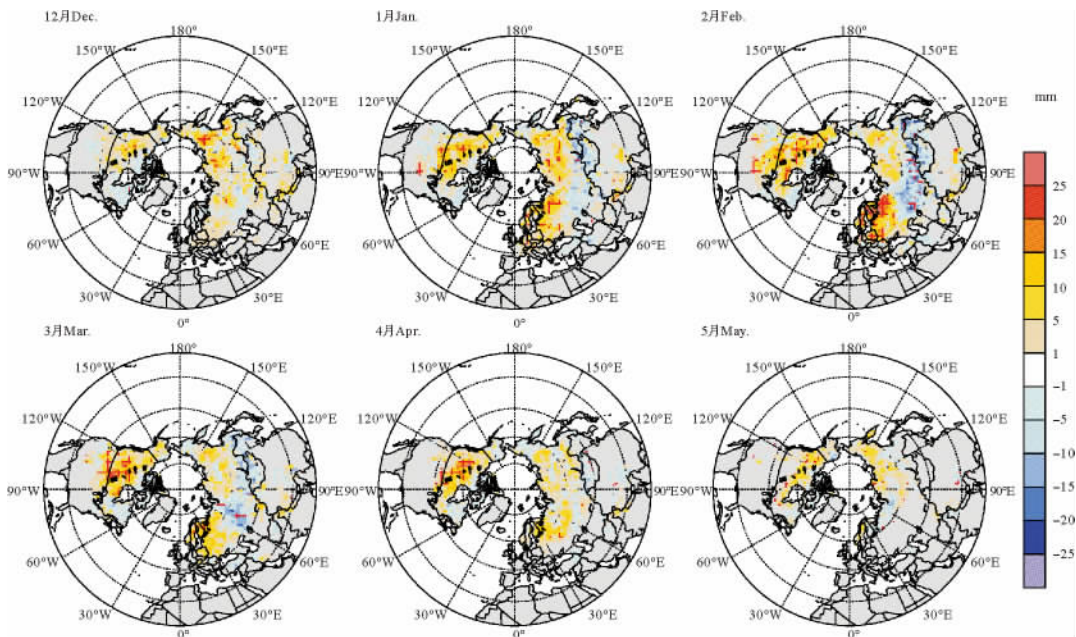 12月Dec.
1月Jan.
2月Feb.
180°
180°
180°
150°W
150°E
150°W
150°E
150°W
150°E
mm
120°W
120°E
120°W
120°E
120°W
120°E
90°W
90°E
90°W
90°E
90°W
90°E
60°W
60°E
60°W
60°E
60°W
60°E
30°W
30°E
30°W
30°E
30°W
30°E
0°
0°
0°
25
20
15
10
5
1
-1
-5
-10
-15
-20
-25
3月Mar.
4月Apr.
5月May.
180°
180°
180°
150°W
150°E
150°W
150°E
150°W
150°E
120°W
120°E
120°W
120°E
120°W
120°E
90°W
90°E
90°W
90°E
90°W
90°E
60°W
60°E
60°W
60°E
60°W
60°E
30°W
30°E
30°W
30°E
30°W
30°E
0°
0°
0°